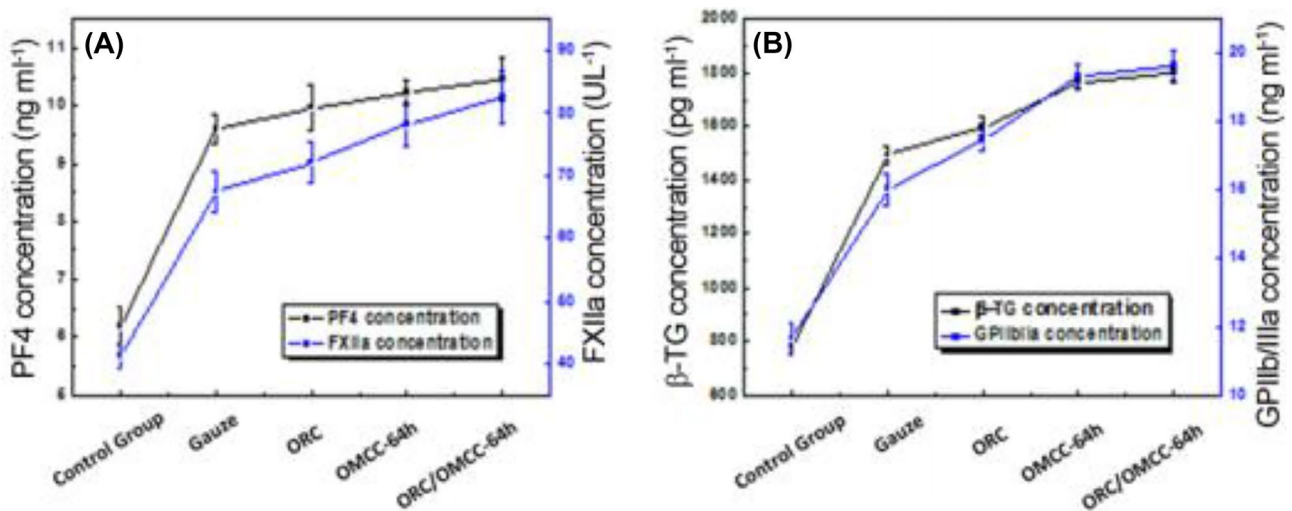 (A)
PF4 concentration (ng ml⁻¹)
11
10
9
8
7
6
90
80
70
60
50
40
FXIIa concentration (UL⁻¹)
PF4 concentration
FXIIa concentration
Control Group
Gauze
ORC
OMCC-64h
ORC/OMCC-64h
(B)
β-TG concentration (pg ml⁻¹)
2000
1800
1600
1400
1200
1000
800
600
20
18
16
14
12
10
GPIIb/IIIa concentration (ng ml⁻¹)
β-TG concentration
GPIIbIIa concentration
Control Group
Gauze
ORC
OMCC-64h
ORC/OMCC-64h